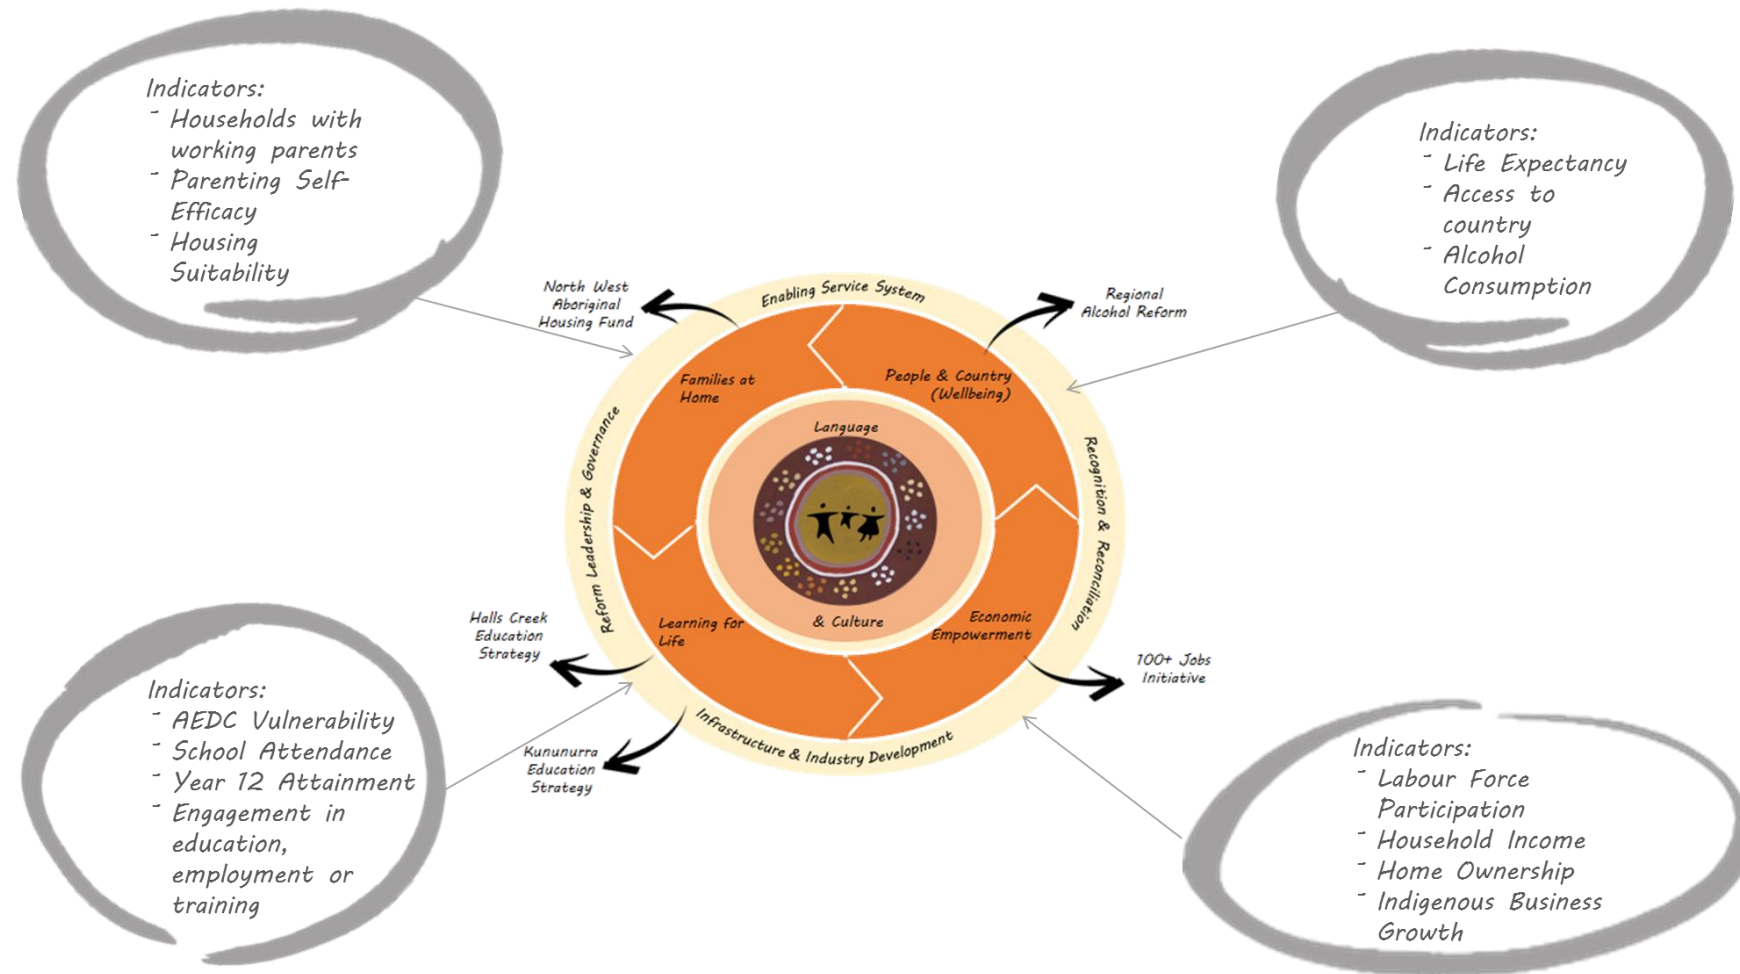 Indicators:
- Households with
working parents
- Parenting Self-
Efficacy
- Housing
Suitability
Indicators:
- Life Expectancy
- Access to
country
- Alcohol
Consumption
North West
Aboriginal
Housing Fund
Enabling Service System
Regional
Alcohol Reform
Families at
Home
People & Country
(Wellbeing)
Reform Leadership & Governance
Language
& Culture
Recognition & Reconciliation
Halls Creek
Education
Strategy
Learning for
Life
Economic
Empowerment
100+ Jobs
Initiative
Infrastructure & Industry Development
Kununurra
Education
Strategy
Indicators:
- AEDC Vulnerability
- School Attendance
- Year 12 Attainment
- Engagement in
education,
employment or
training
Indicators:
- Labour Force
Participation
- Household Income
- Home Ownership
- Indigenous Business
Growth